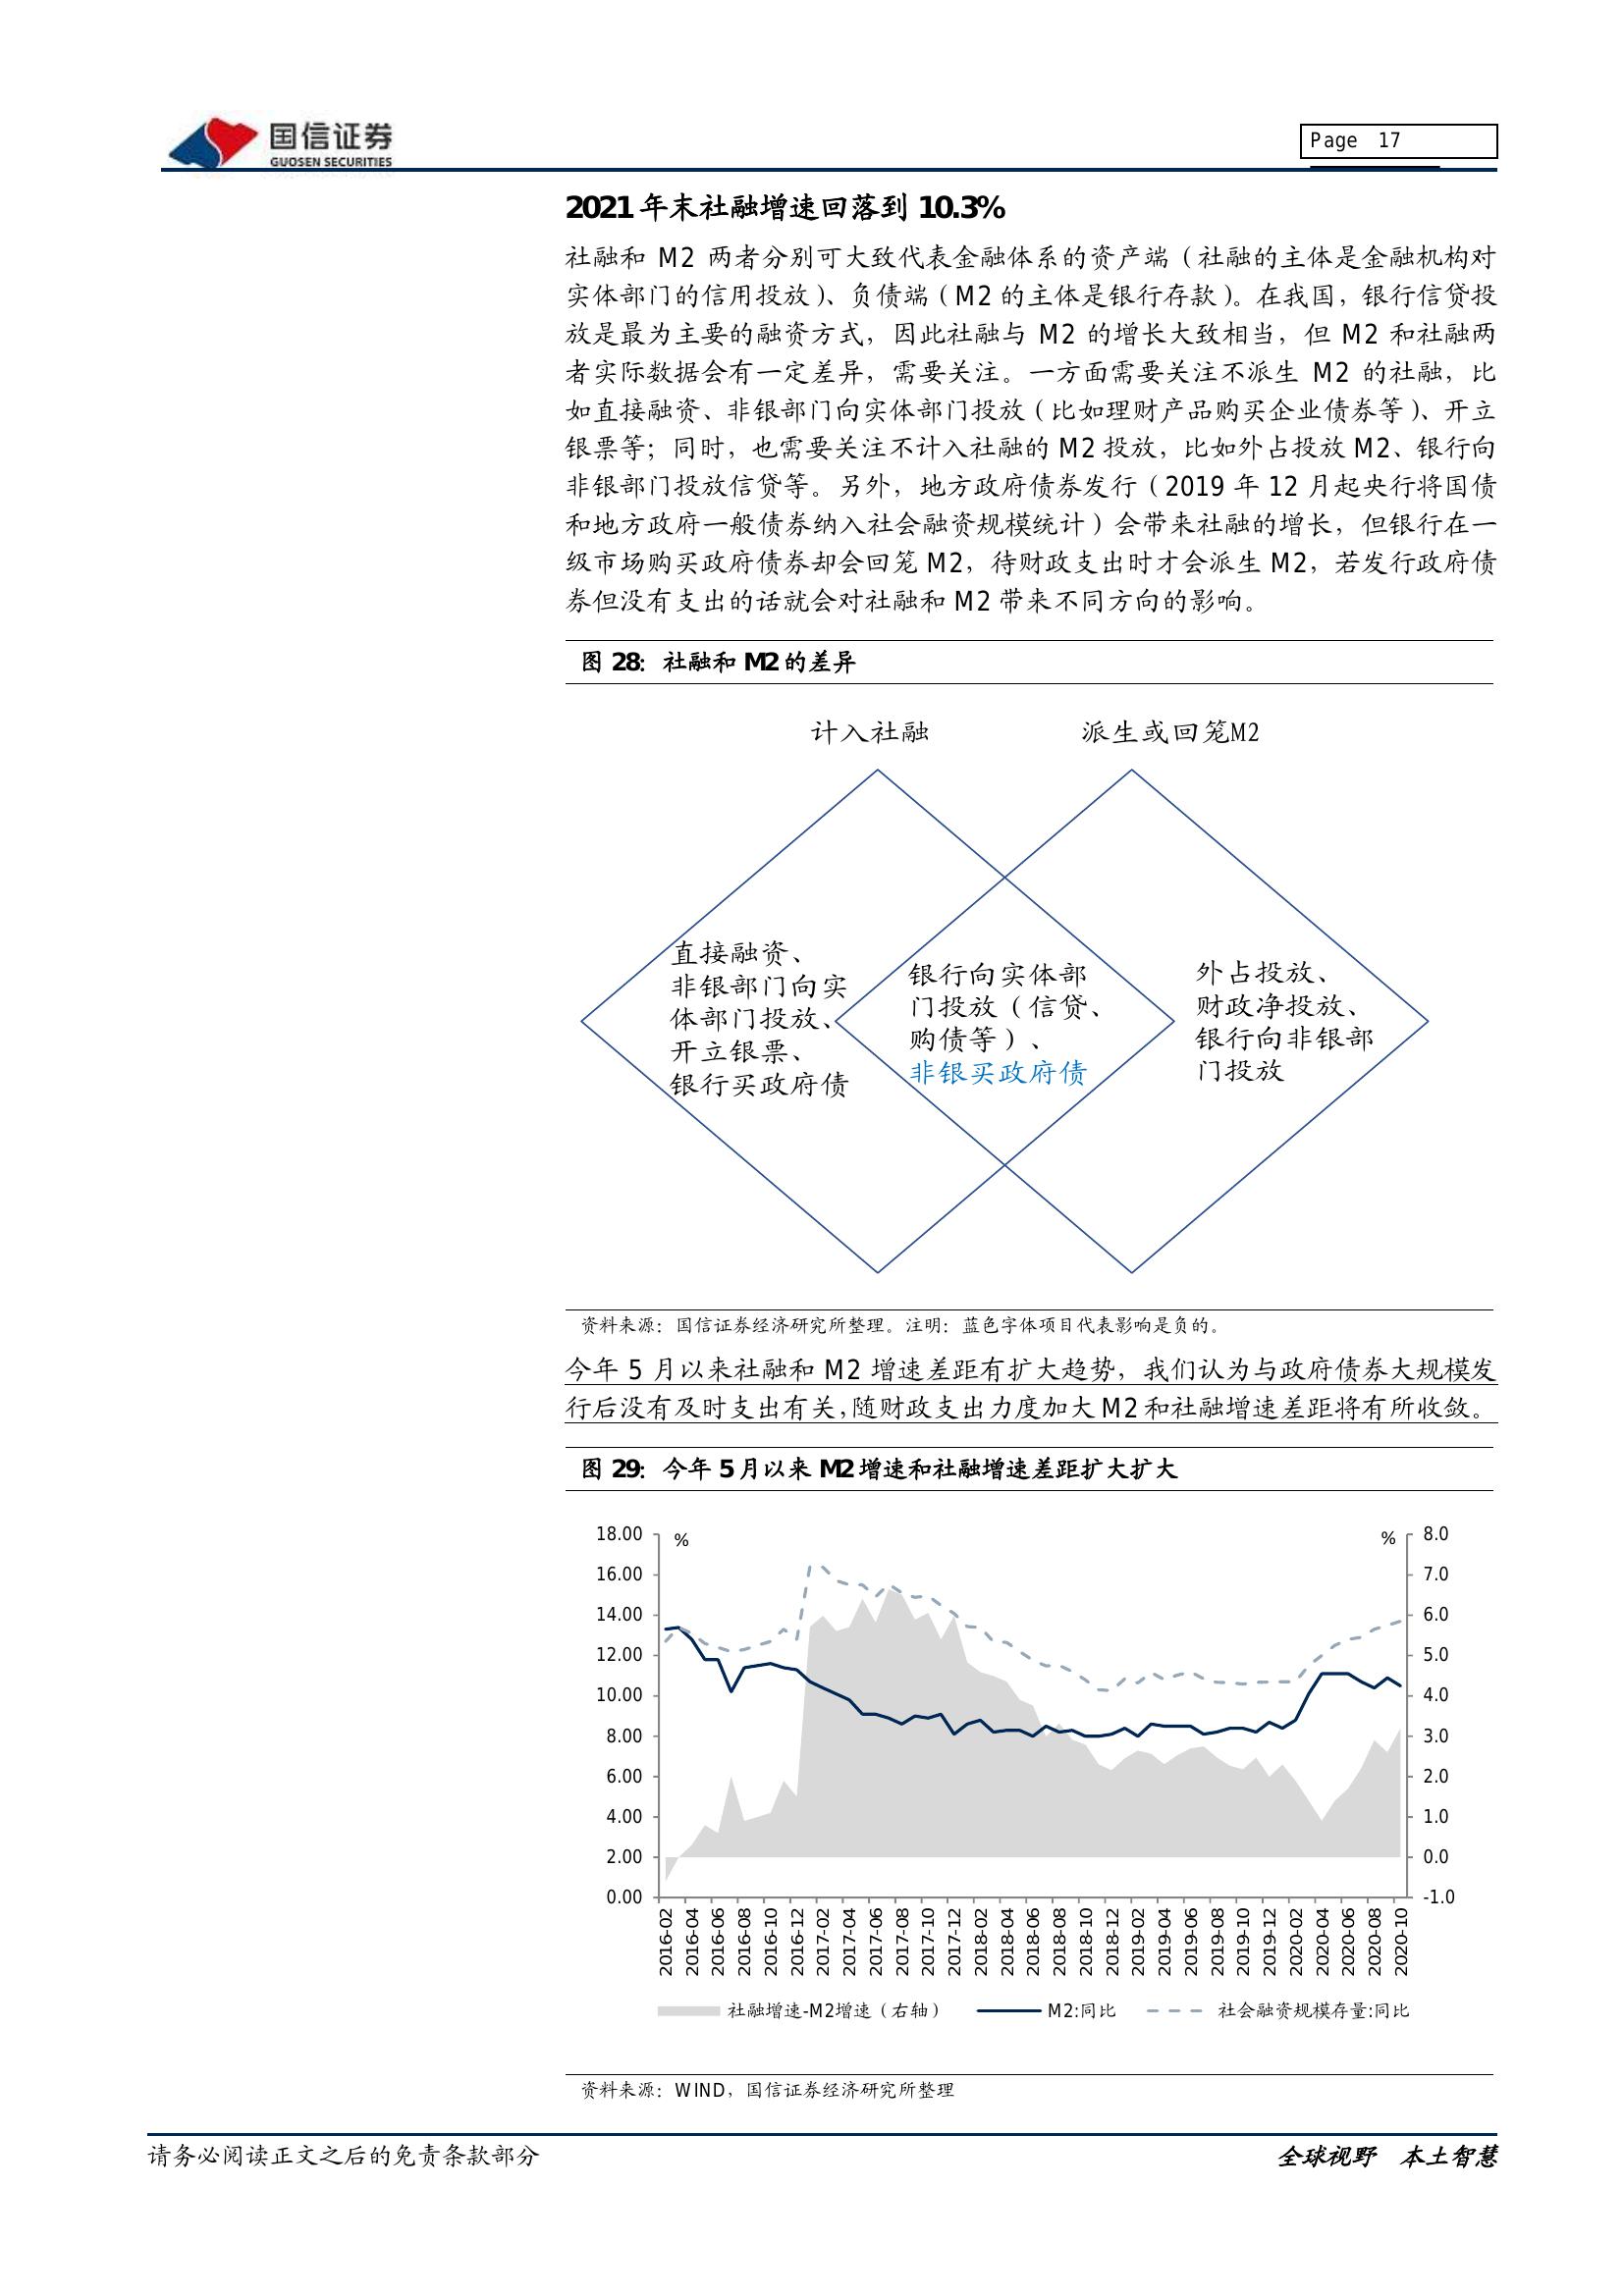 国信证券
GUOSEN SECURITIES
Page 17
2021 年末社融增速回落到 10.3%
社融和 M2 两者分别可大致代表金融体系的资产端（社融的主体是金融机构对
实体部门的信用投放）、负债端（M2 的主体是银行存款）。在我国，银行信贷投
放是最为主要的融资方式，因此社融与 M2 的增长大致相当，但 M2 和社融两
者实际数据会有一定差异，需要关注。一方面需要关注不派生 M2 的社融，比
如直接融资、非银部门向实体部门投放（比如理财产品购买企业债券等）、开立
银票等；同时，也需要关注不计入社融的 M2 投放，比如外占投放 M2、银行向
非银部门投放信贷等。另外，地方政府债券发行（2019 年 12 月起央行将国债
和地方政府一般债券纳入社会融资规模统计）会带来社融的增长，但银行在一
级市场购买政府债券却会回笼 M2，待财政支出时才会派生 M2，若发行政府债
券但没有支出的话就会对社融和 M2 带来不同方向的影响。
图 28：社融和 M2 的差异
计入社融
派生或回笼M2
直接融资、
非银部门向实
体部门投放、
开立银票、
银行买政府债
银行向实体部
门投放（信贷、
购债等）、
非银买政府债
外占投放、
财政净投放、
银行向非银部
门投放
资料来源：国信证券经济研究所整理。注明：蓝色字体项目代表影响是负的。
今年 5 月以来社融和 M2 增速差距有扩大趋势，我们认为与政府债券大规模发
行后没有及时支出有关，随财政支出力度加大 M2 和社融增速差距将有所收敛。
图 29：今年 5 月以来 M2 增速和社融增速差距扩大扩大
18.00
16.00
14.00
12.00
10.00
8.00
6.00
4.00
2.00
0.00
%
%
8.0
7.0
6.0
5.0
4.0
3.0
2.0
1.0
0.0
-1.0
2016-02
2016-04
2016-06
2016-08
2016-10
2016-12
2017-02
2017-04
2017-06
2017-08
2017-10
2017-12
2018-02
2018-04
2018-06
2018-08
2018-10
2018-12
2019-02
2019-04
2019-06
2019-08
2019-10
2019-12
2020-02
2020-04
2020-06
2020-08
2020-10
社融增速-M2增速（右轴）
M2:同比
社会融资规模存量:同比
资料来源：WIND，国信证券经济研究所整理
请务必阅读正文之后的免责条款部分
全球视野 本土智慧